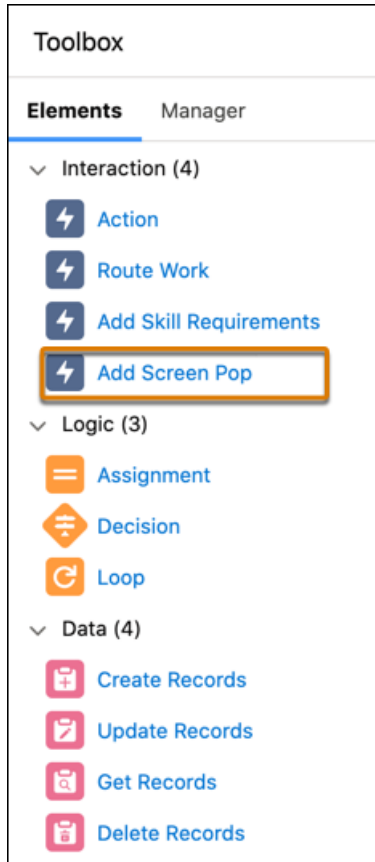 Toolbox
Elements Manager
Interaction (4)
Action
Route Work
Add Skill Requirements
Add Screen Pop
Logic (3)
Assignment
Decision
Loop
Data (4)
Create Records
Update Records
Get Records
Delete Records